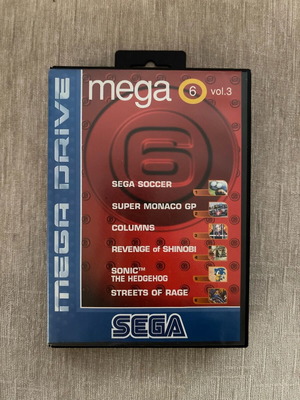 mega 6 vol.3
6
SEGA SOCCER
SUPER MONACO GP
COLUMNS
REVENGE of SHINOBI
SONIC™
THE HEDGEHOG
STREETS OF RAGE
SEGA
MEGA DRIVE